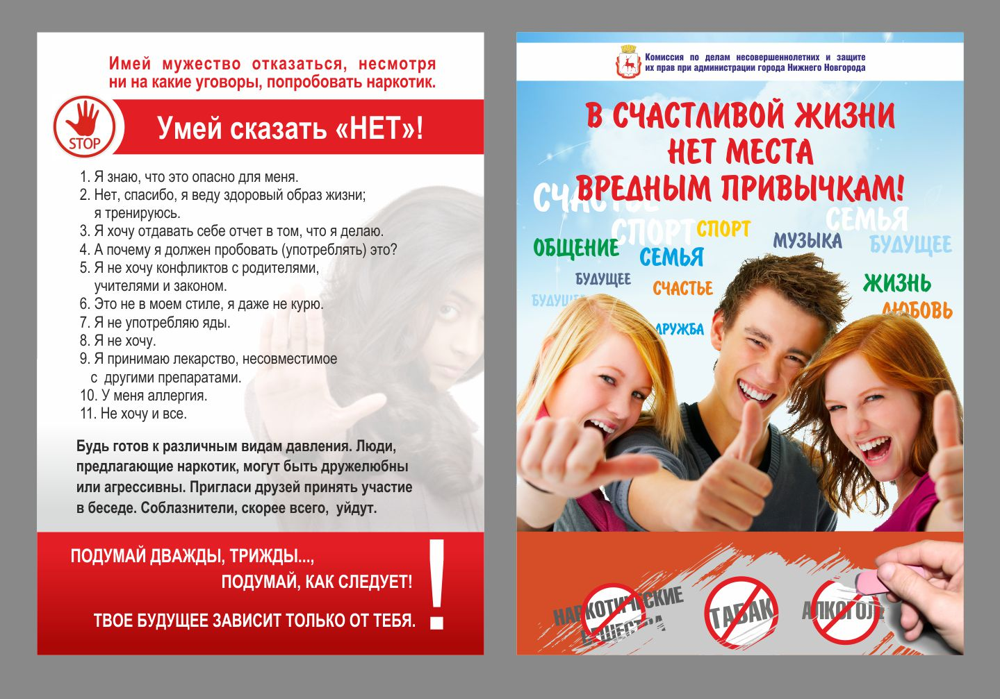 Имей мужество отказаться, несмотря
ни на какие уговоры, попробовать наркотик.
STOP
Умей сказать «НЕТ»!
1. Я знаю, что это опасно для меня.
2. Нет, спасибо, я веду здоровый образ жизни;
я тренируюсь.
3. Я хочу отдавать себе отчет в том, что я делаю.
4. А почему я должен пробовать (употреблять) это?
5. Я не хочу конфликтов с родителями,
учителями и законом.
6. Это не в моем стиле, я даже не курю.
7. Я не употребляю яды.
8. Я не хочу.
9. Я принимаю лекарство, несовместимое
с другими препаратами.
10. У меня аллергия.
11. Не хочу и все.
Будь готов к различным видам давления. Люди,
предлагающие наркотик, могут быть дружелюбны
или агрессивны. Пригласи друзей принять участие
в беседе. Соблазнители, скорее всего, уйдут.
ПОДУМАЙ ДВАЖДЫ, ТРИЖДЫ...,
ПОДУМАЙ, КАК СЛЕДУЕТ!
ТВОЕ БУДУЩЕЕ ЗАВИСИТ ТОЛЬКО ОТ ТЕБЯ.
!
Комиссия по делам несовершеннолетних и защите
их прав при администрации города Нижнего Новгорода
В СЧАСТЛИВОЙ ЖИЗНИ
НЕТ МЕСТА
ВРЕДНЫМ ПРИВЫЧКАМ!
СЧАСТЬЕ
СПОРТ
СПОРТ
СЕМЬЯ
ОБЩЕНИЕ
СЕМЬЯ
МУЗЫКА
БУДУЩЕЕ
БУДУЩЕЕ
СЧАСТЬЕ
ЖИЗНЬ
БУДУЩЕЕ
ЛЮБОВЬ
ДРУЖБА
НАРКОТИЧЕСКИЕ
ВЕЩЕСТВА
ТАБАК
АЛКОГОЛЬ